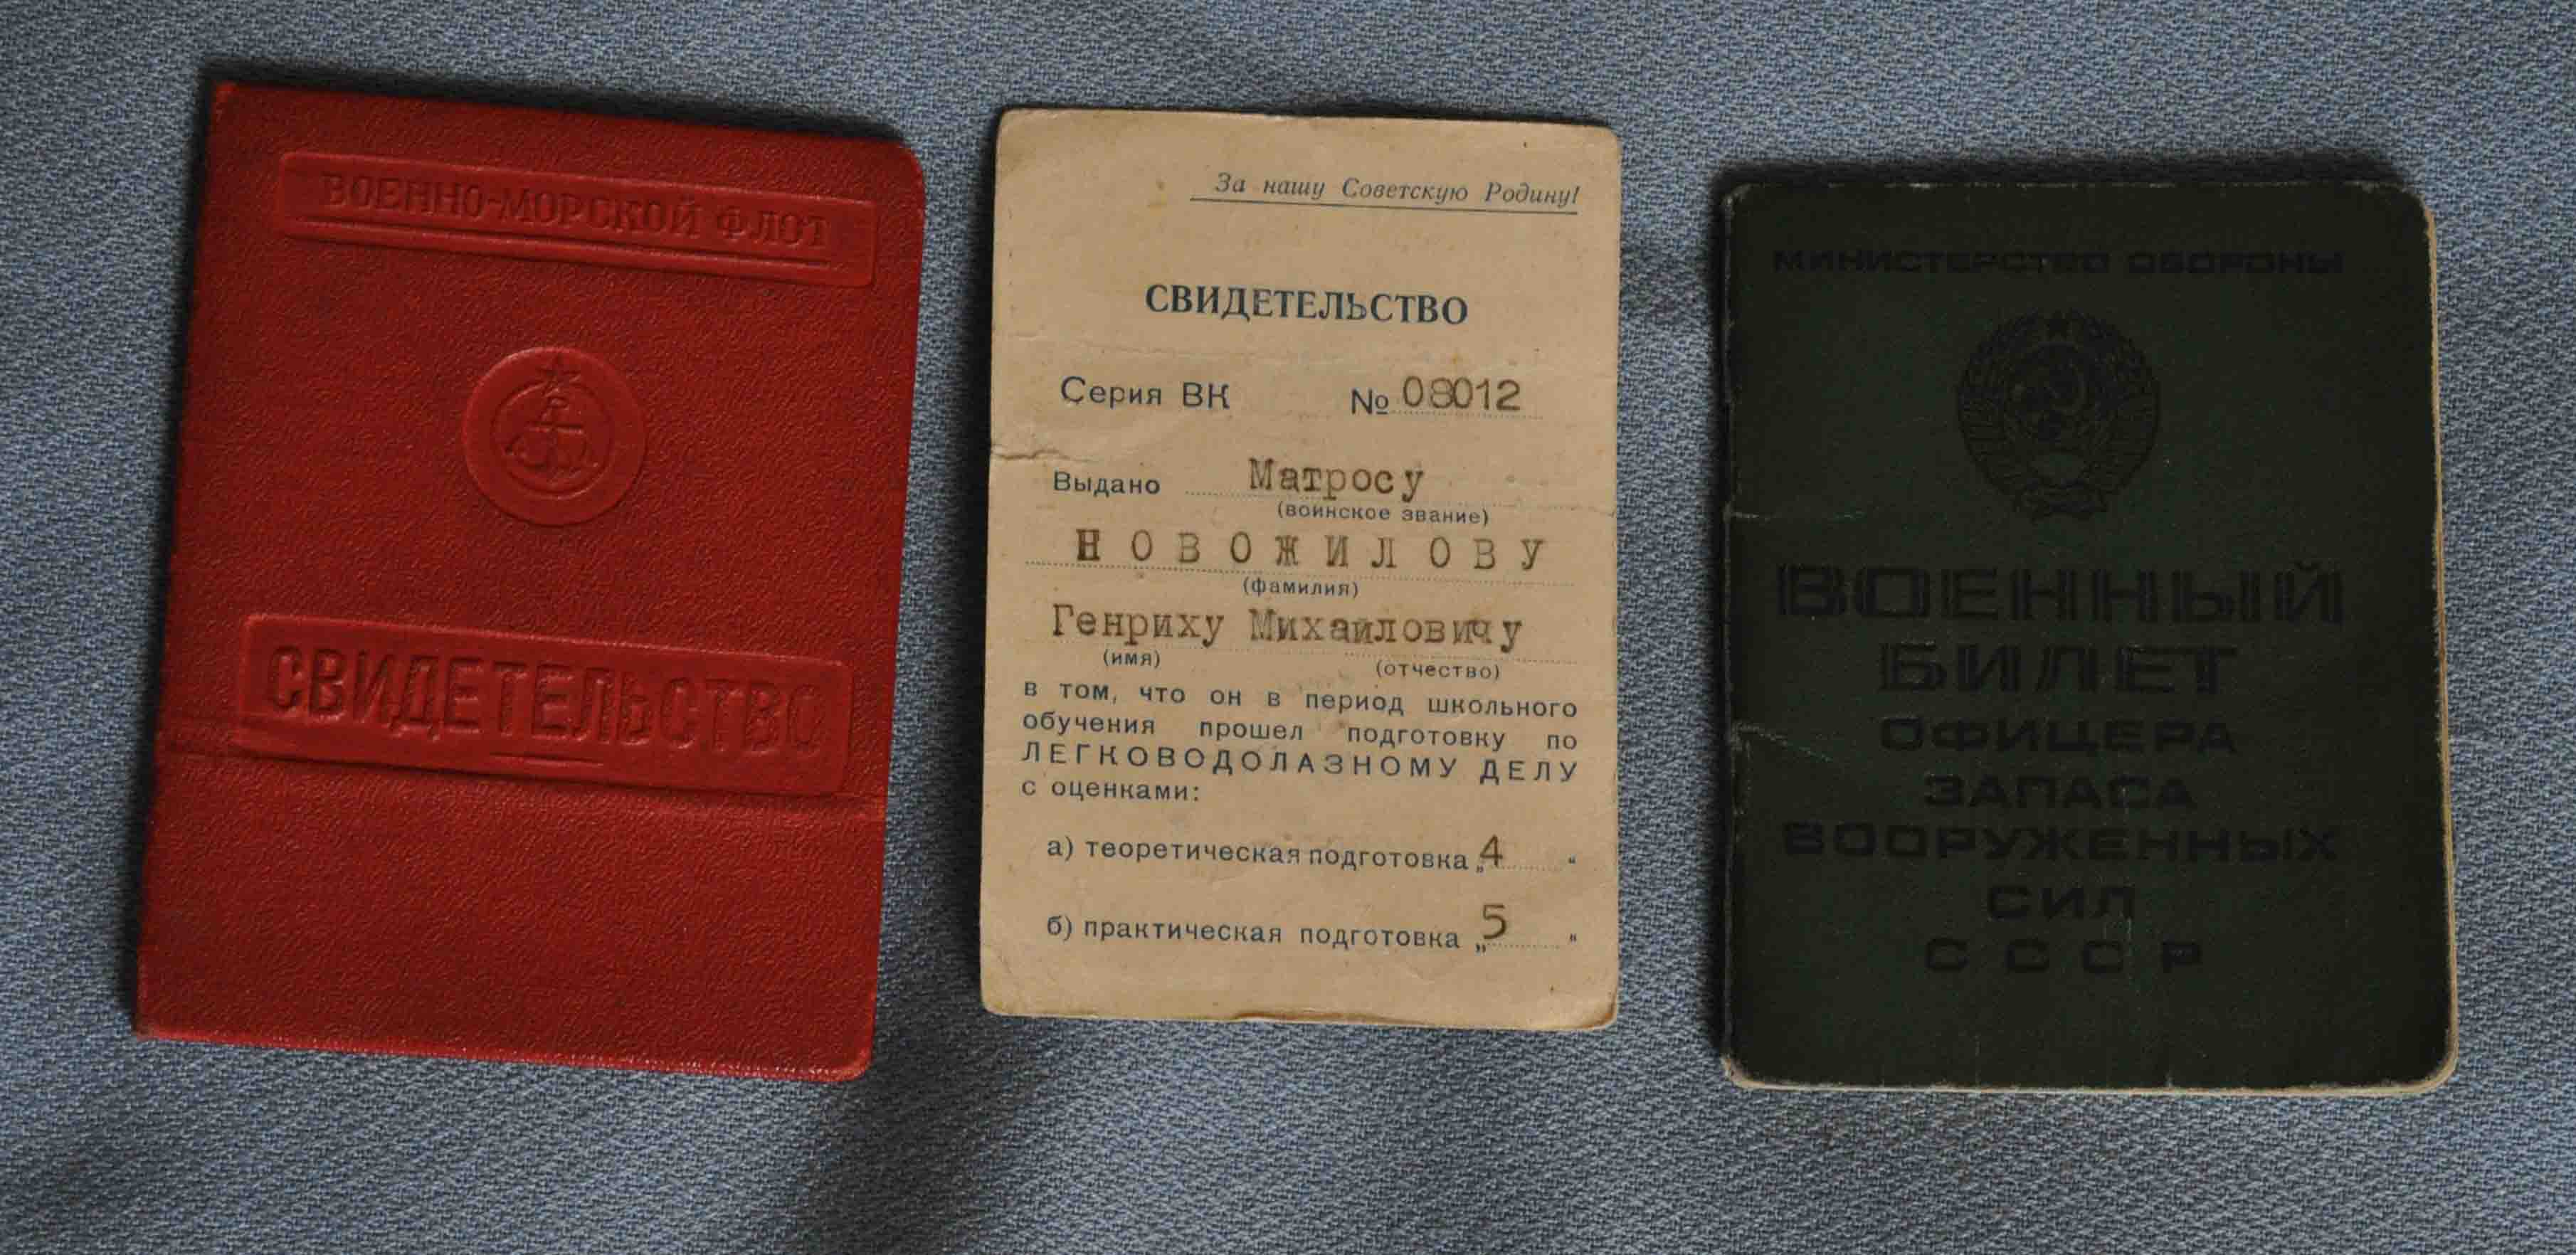 ВОЕННО-МОРСКОЙ ФЛОТ
СВИДЕТЕЛЬСТВО
За нашу Советскую Родину!
СВИДЕТЕЛЬСТВО
Серия ВК № 08012
Выдано Матросу
(воинское звание)
НОВОЖИЛОВУ
(фамилия)
Генриху Михайловичу
(имя) (отчество)
в том, что он в период школьного
обучения прошел подготовку по
ЛЕГКОВОДОЛАЗНОМУ ДЕЛУ
с оценками:
а) теоретическая подготовка „4“
б) практическая подготовка „5“
МИНИСТЕРСТВО ОБОРОНЫ
ВОЕННЫЙ
БИЛЕТ
ОФИЦЕРА
ЗАПАСА
ВООРУЖЕННЫХ
СИЛ
СССР